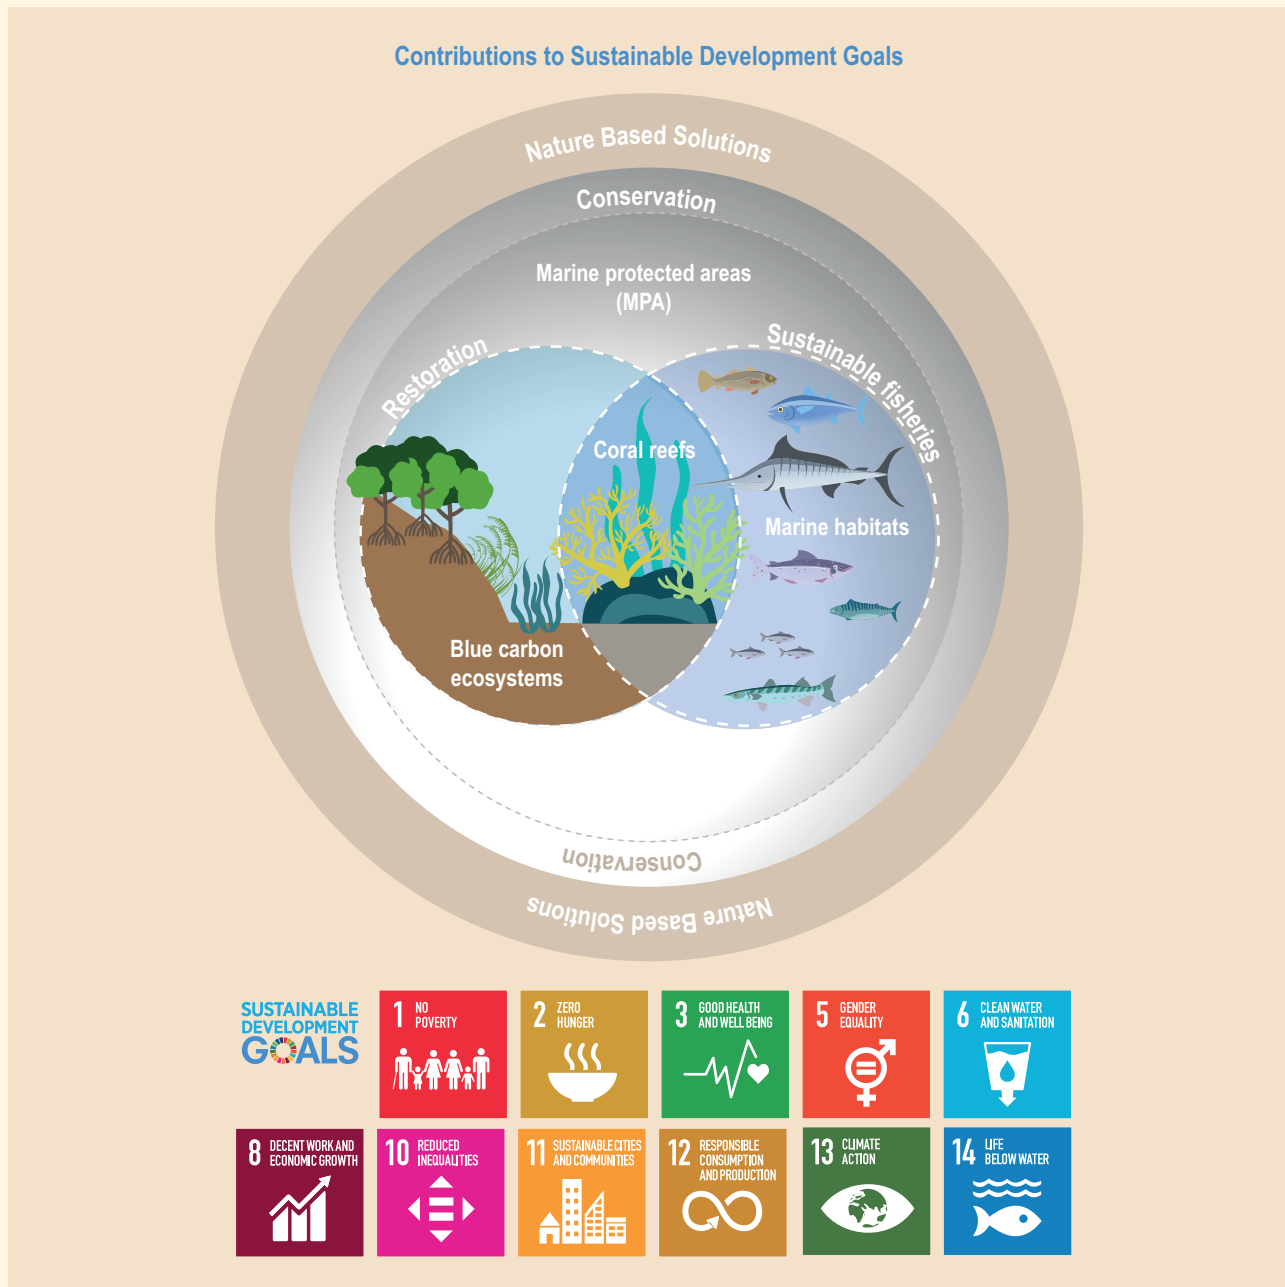 Contributions to Sustainable Development Goals
Nature Based Solutions
Conservation
Marine protected areas
(MPA)
Restoration
Sustainable fisheries
Coral reefs
Marine habitats
Blue carbon
ecosystems
Conservation
Nature Based Solutions
SUSTAINABLE
DEVELOPMENT
GOALS
1 NO
POVERTY
2 ZERO
HUNGER
3 GOOD HEALTH
AND WELL BEING
5 GENDER
EQUALITY
6 CLEAN WATER
AND SANITATION
8 DECENT WORK AND
ECONOMIC GROWTH
10 REDUCED
INEQUALITIES
11 SUSTAINABLE CITIES
AND COMMUNITIES
12 RESPONSIBLE
CONSUMPTION
AND PRODUCTION
13 CLIMATE
ACTION
14 LIFE
BELOW WATER